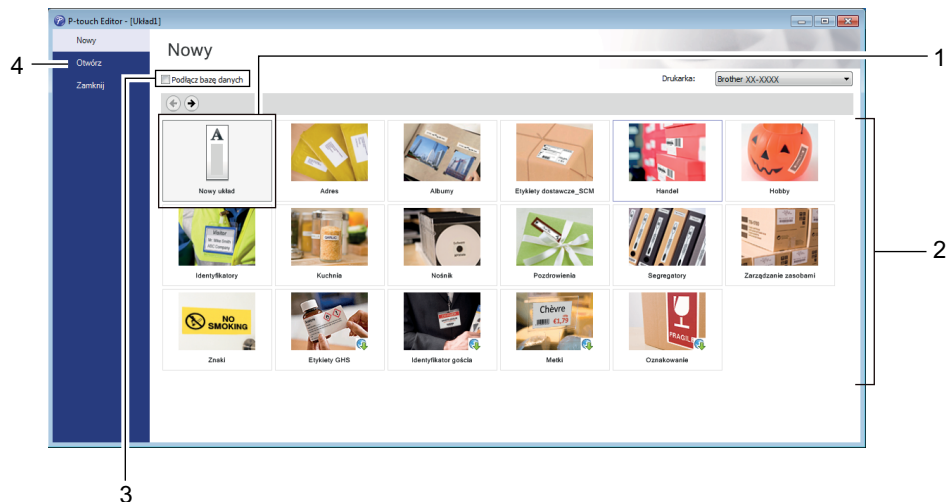 P-touch Editor - [Układ1]
Nowy
Otwórz
Zamknij
Nowy
Podłącz bazę danych
Drukarka:
Brother XX-XXXX
A
Nowy układ
Adres
Albumy
Etykiety dostawcze_SCM
Handel
Hobby
Visitor
Mr. Mike Smith
ABC Company
Identyfikatory
Kuchnia
Nośnik
Pozdrowienia
Segregatory
Zarządzanie zasobami
NO
SMOKING
Znaki
Etykiety GHS
Identyfikator gościa
Chèvre
€1,79
Metki
FRAGILE
Oznakowanie
1
2
3
4